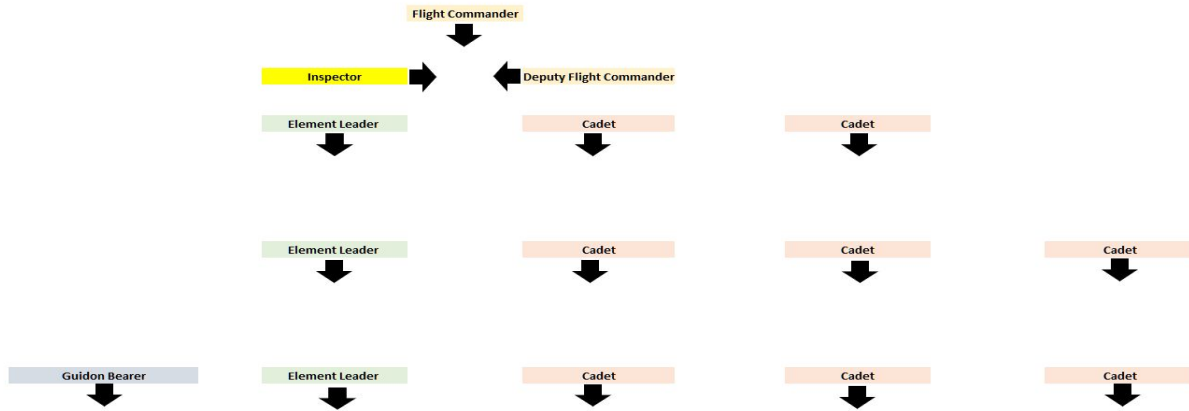 Flight Commander
Inspector
Deputy Flight Commander
Element Leader
Cadet
Cadet
Element Leader
Cadet
Cadet
Cadet
Guidon Bearer
Element Leader
Cadet
Cadet
Cadet